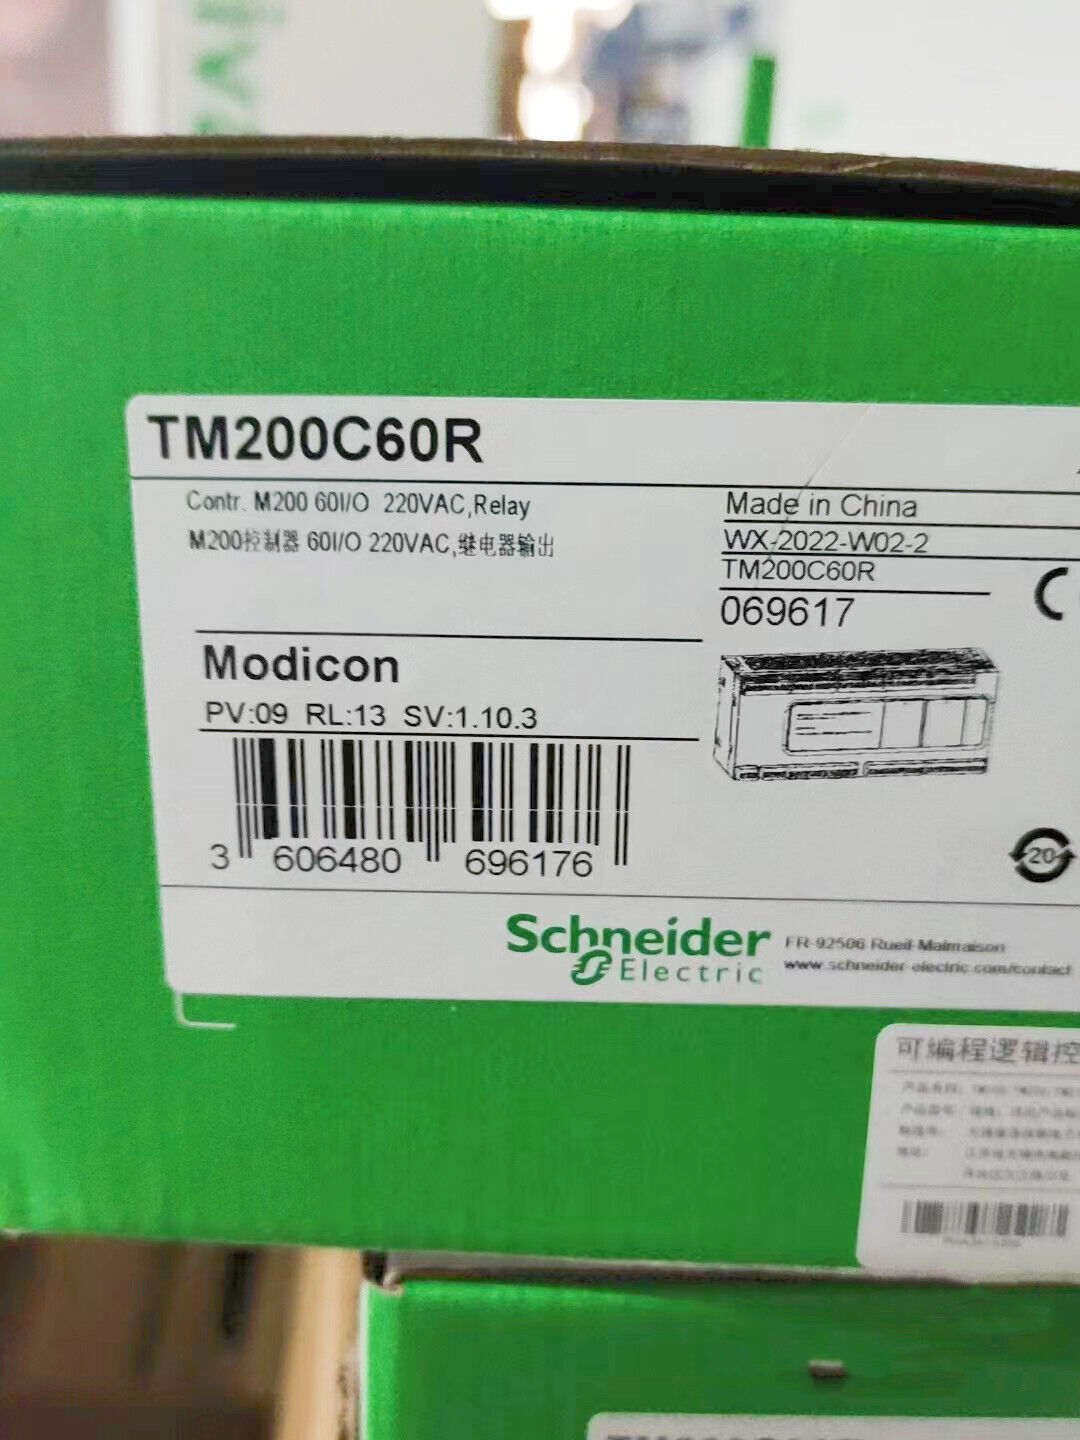 TM200C60R
Contr. M200 60I/O 220VAC,Relay
M200控制器 60I/O 220VAC,继电器输出
Made in China
WX-2022-W02-2
TM200C60R
069617
Modicon
PV:09 RL:13 SV:1.10.3
3 606480 696176
20
Schneider
Electric
FR-92506 Rueil-Malmaison
www.schneider-electric.com/contact
可编程逻辑控